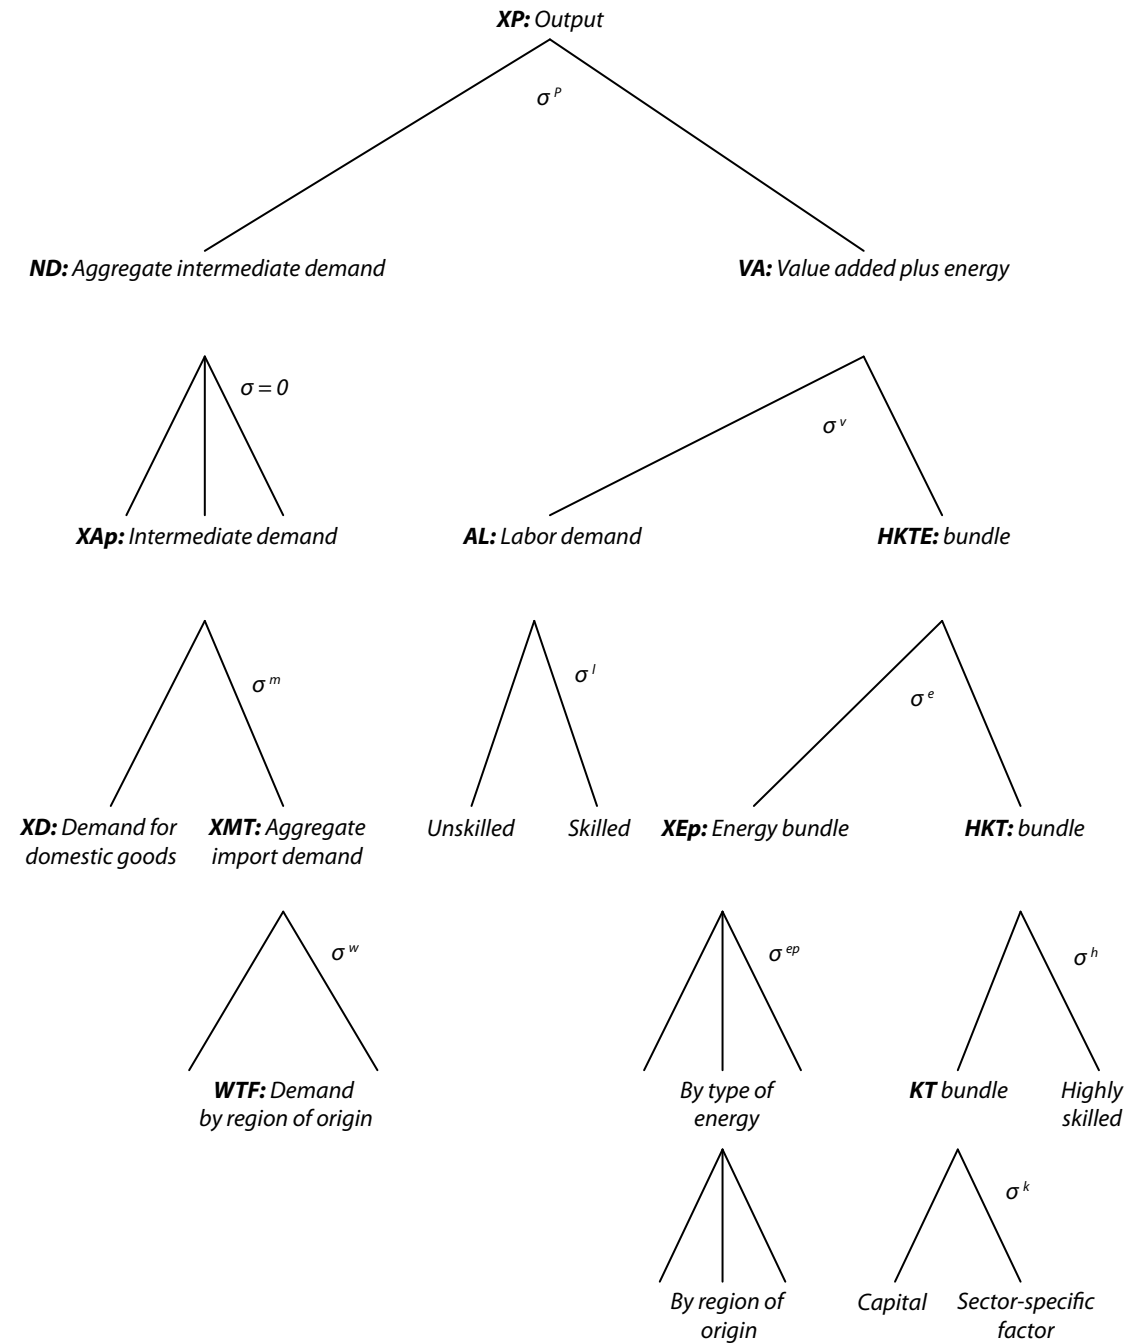 XP: Output
σ P
ND: Aggregate intermediate demand
VA: Value added plus energy
σ = 0
σ v
XAp: Intermediate demand
AL: Labor demand
HKTE: bundle
σ m
σ l
σ e
XD: Demand for
domestic goods
XMT: Aggregate
import demand
Unskilled
Skilled
XEp: Energy bundle
HKT: bundle
σ w
σ ep
σ h
WTF: Demand
by region of origin
By type of
energy
KT bundle
Highly
skilled
σ k
By region of
origin
Capital
Sector-specific
factor